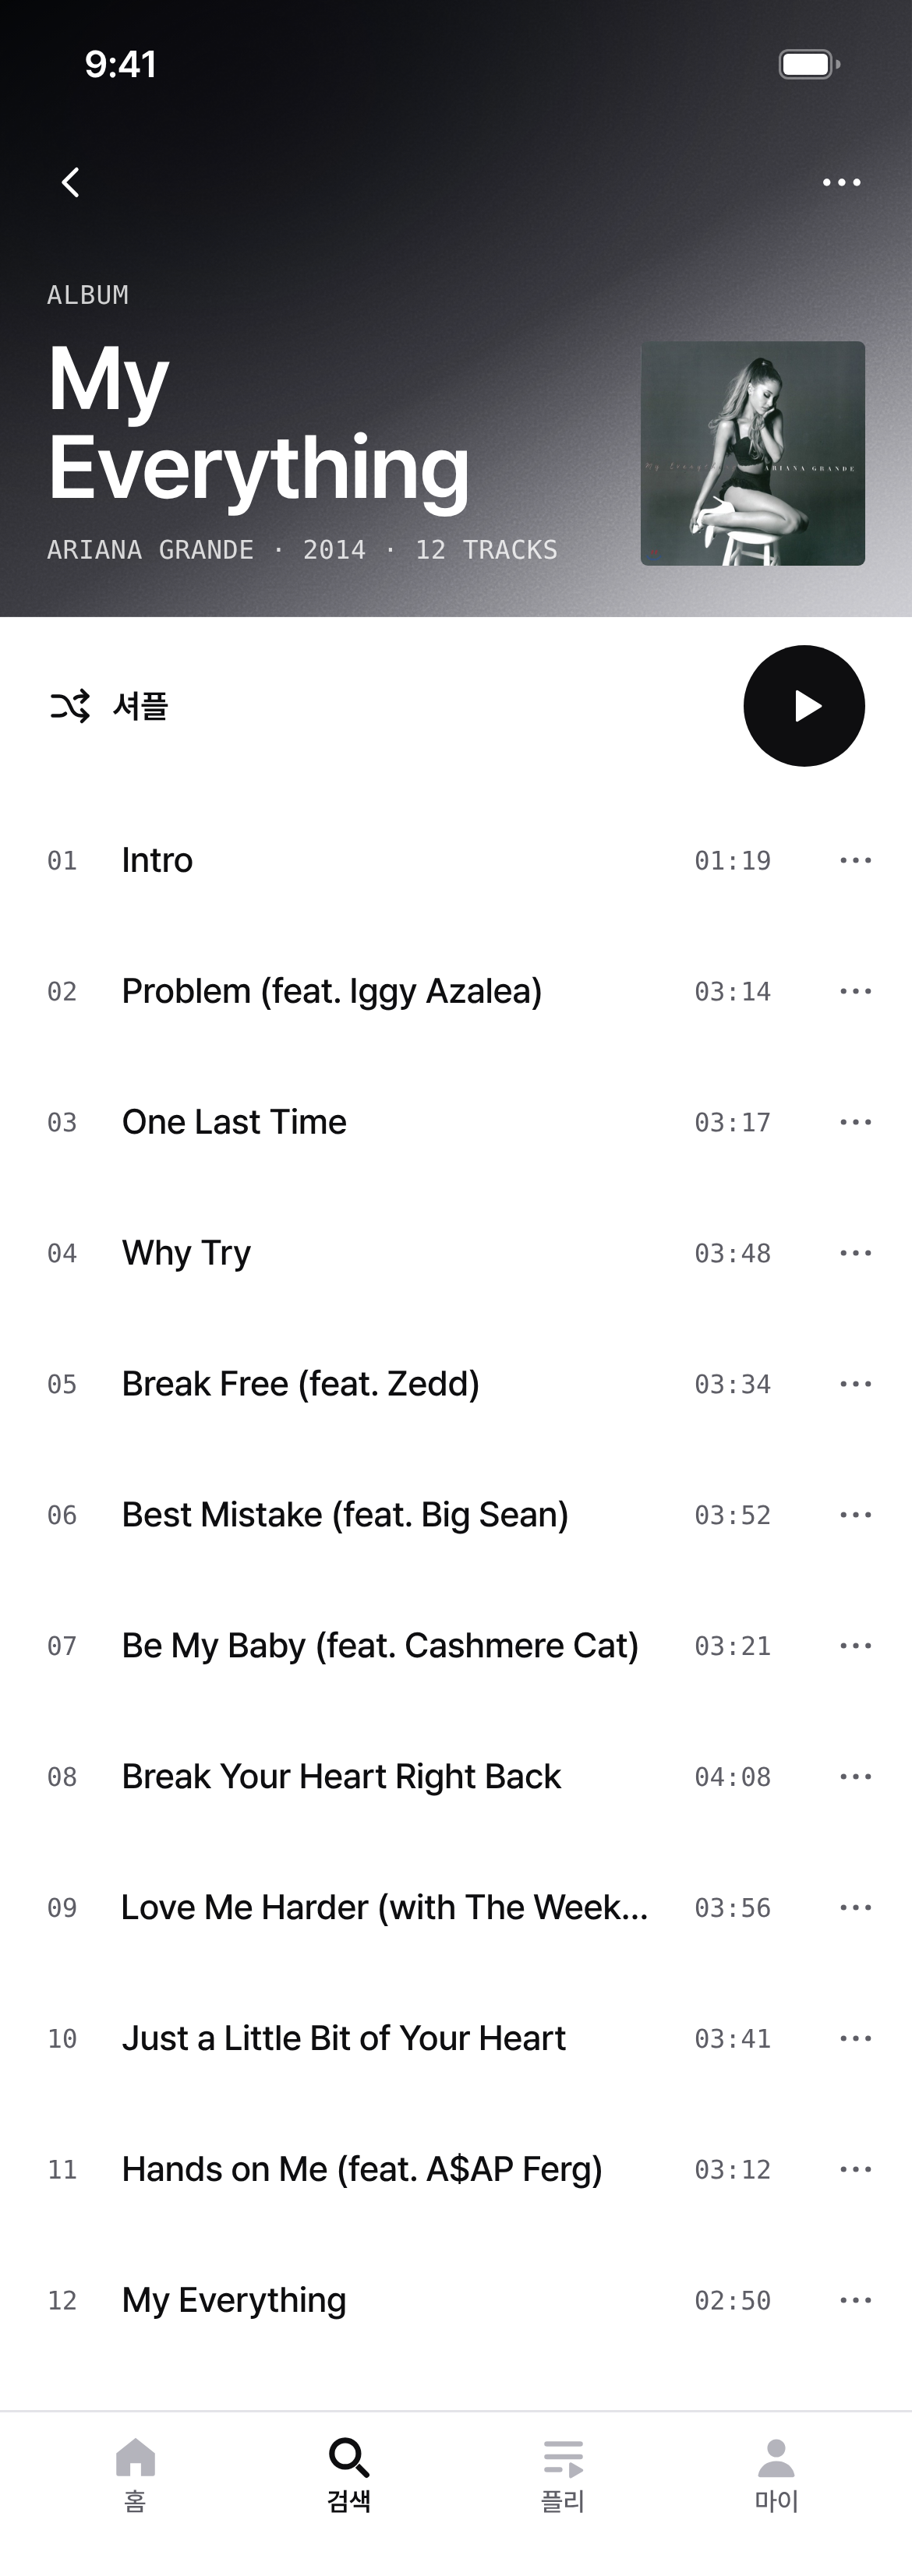 9:41
ALBUM
My
Everything
ARIANA GRANDE · 2014 · 12 TRACKS
My Everything ARIANA GRANDE
셔플
01 Intro 01:19
02 Problem (feat. Iggy Azalea) 03:14
03 One Last Time 03:17
04 Why Try 03:48
05 Break Free (feat. Zedd) 03:34
06 Best Mistake (feat. Big Sean) 03:52
07 Be My Baby (feat. Cashmere Cat) 03:21
08 Break Your Heart Right Back 04:08
09 Love Me Harder (with The Week... 03:56
10 Just a Little Bit of Your Heart 03:41
11 Hands on Me (feat. A$AP Ferg) 03:12
12 My Everything 02:50
홈 검색 플리 마이